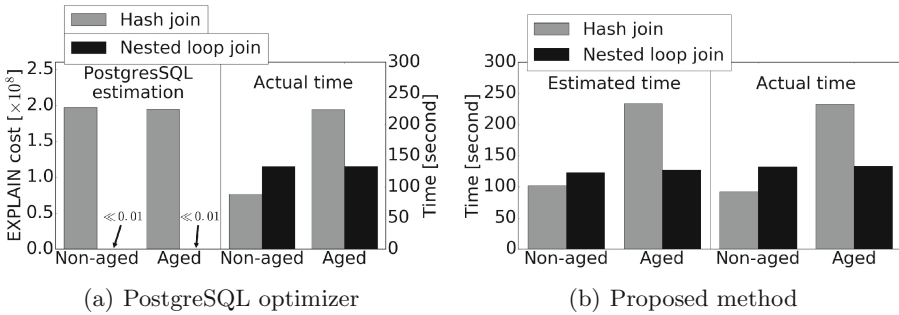 Hash join
Nested loop join
EXPLAIN cost [×10⁸]
2.5
2.0
1.5
1.0
0.5
0.0
PostgresSQL
estimation
Actual time
≪0.01
≪0.01
300
250
200
150
100
50
0
Time [second]
Non-aged
Aged
Non-aged
Aged
(a) PostgreSQL optimizer
Hash join
Nested loop join
Time [second]
300
250
200
150
100
50
0
Estimated time
Actual time
Non-aged
Aged
Non-aged
Aged
(b) Proposed method